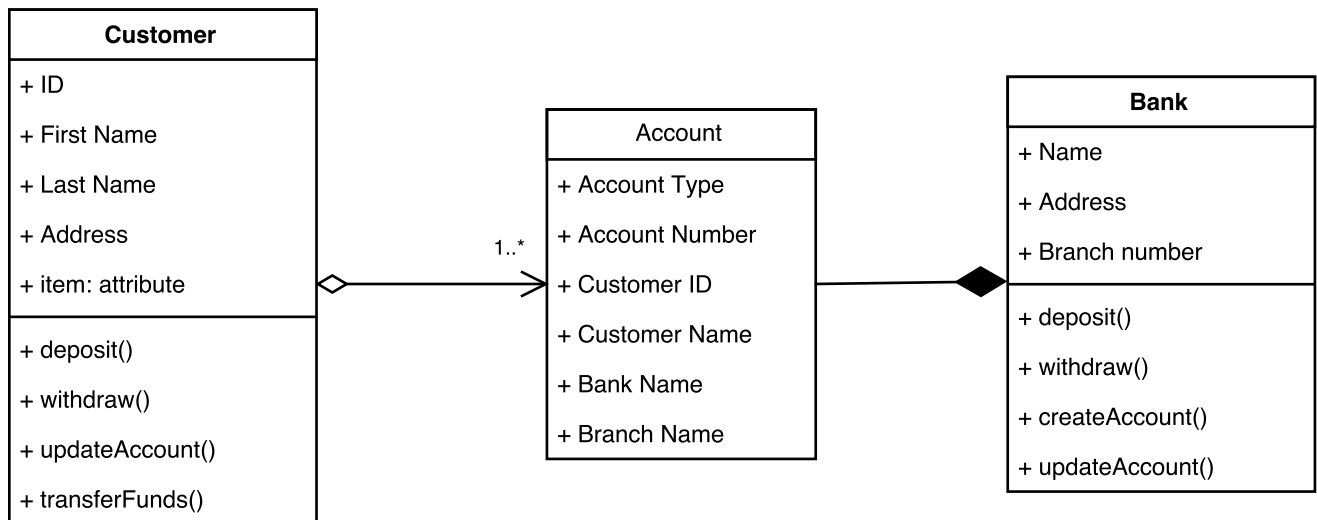 Customer
+ ID
+ First Name
+ Last Name
+ Address
+ item: attribute
+ deposit()
+ withdraw()
+ updateAccount()
+ transferFunds()
1..*
Account
+ Account Type
+ Account Number
+ Customer ID
+ Customer Name
+ Bank Name
+ Branch Name
Bank
+ Name
+ Address
+ Branch number
+ deposit()
+ withdraw()
+ createAccount()
+ updateAccount()